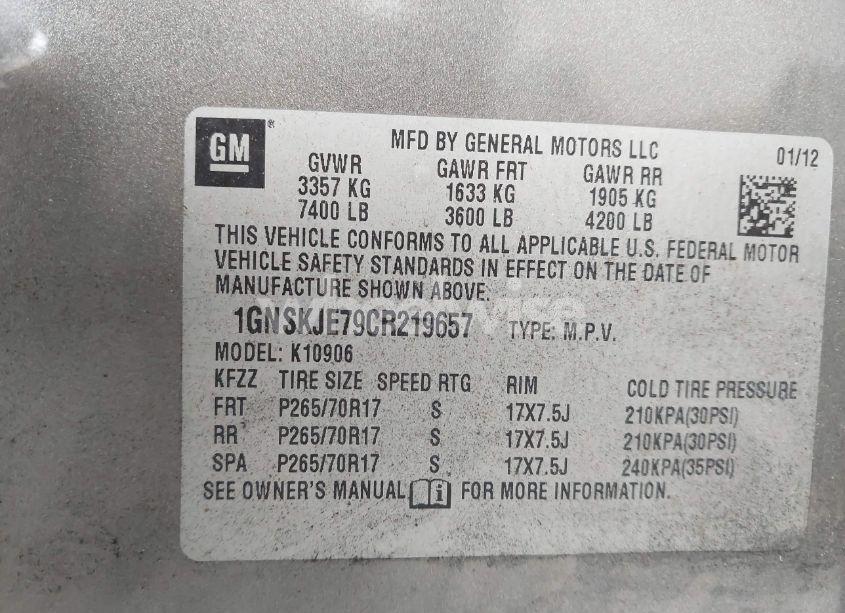 GM®
MFD BY GENERAL MOTORS LLC 01/12
GVWR GAWR FRT GAWR RR
3357 KG 1633 KG 1905 KG
7400 LB 3600 LB 4200 LB
THIS VEHICLE CONFORMS TO ALL APPLICABLE U.S. FEDERAL MOTOR
VEHICLE SAFETY STANDARDS IN EFFECT ON THE DATE OF
MANUFACTURE SHOWN ABOVE.
1GNSKJE79CR219657 TYPE: M.P.V.
MODEL: K10906
KFZZ TIRE SIZE SPEED RTG RIM COLD TIRE PRESSURE
FRT P265/70R17 S 17X7.5J 210KPA(30PSI)
RR P265/70R17 S 17X7.5J 210KPA(30PSI)
SPA P265/70R17 S 17X7.5J 240KPA(35PSI)
SEE OWNER'S MANUAL FOR MORE INFORMATION.